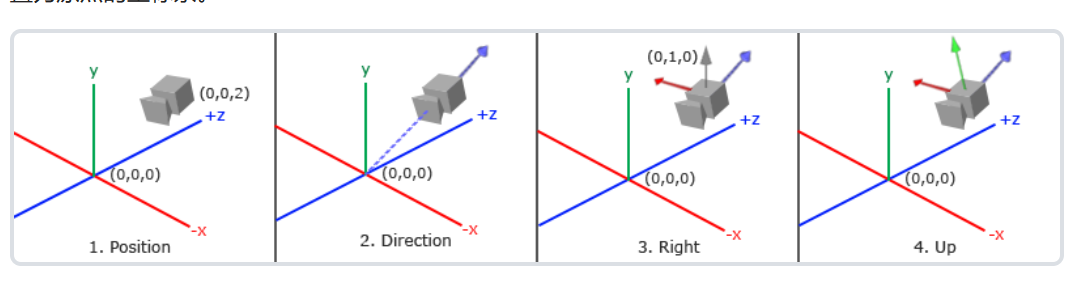 y
(0,0,2)
+z
(0,0,0)
-x
1. Position
y
+z
(0,0,0)
-x
2. Direction
(0,1,0)
y
+z
(0,0,0)
-x
3. Right
y
+z
(0,0,0)
-x
4. Up